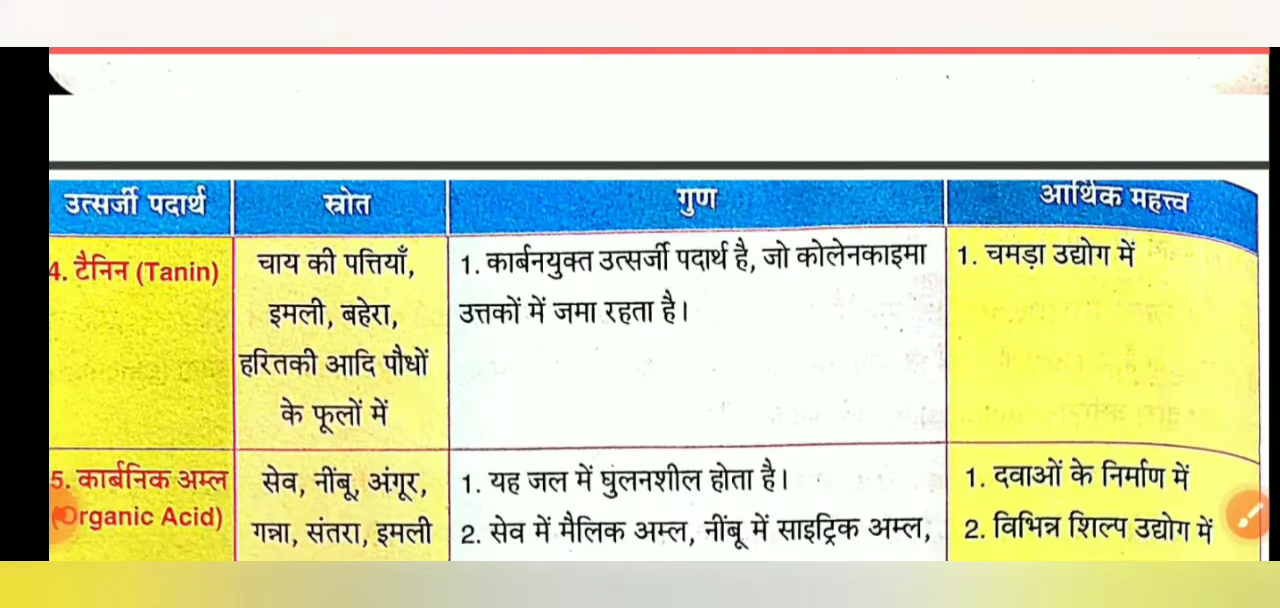 उत्सर्जी पदार्थ
स्रोत
गुण
आर्थिक महत्त्व
4. टैनिन (Tanin)
चाय की पत्तियाँ,
इमली, बहेरा,
हरितकी आदि पौधों
के फूलों में
1. कार्बनयुक्त उत्सर्जी पदार्थ है, जो कोलेनकाइमा
उत्तकों में जमा रहता है।
1. चमड़ा उद्योग में
5. कार्बनिक अम्ल
(Organic Acid)
सेव, नींबू, अंगूर,
गन्ना, संतरा, इमली
1. यह जल में घुलनशील होता है।
2. सेव में मैलिक अम्ल, नींबू में साइट्रिक अम्ल,
1. दवाओं के निर्माण में
2. विभिन्न शिल्प उद्योग में